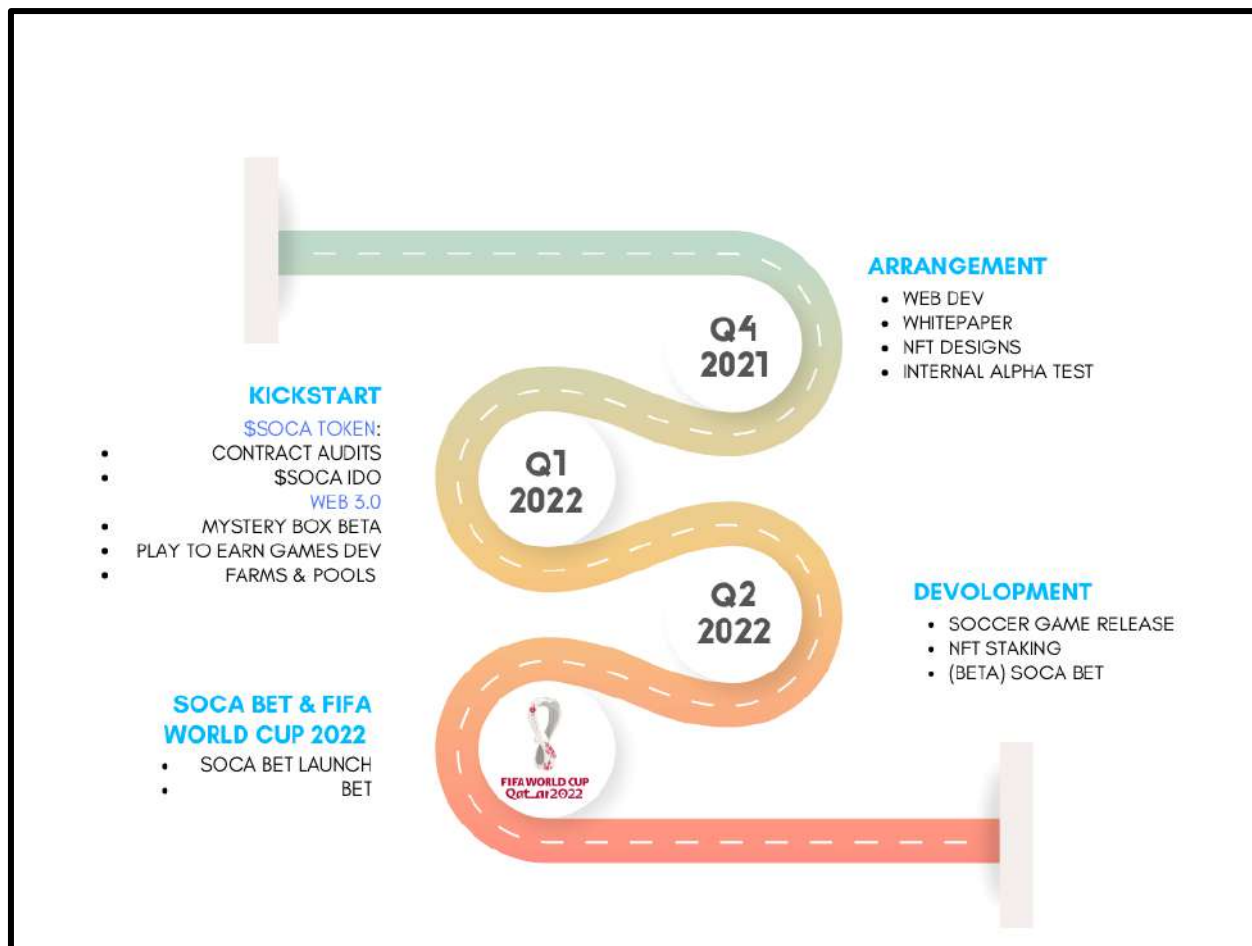 ARRANGEMENT
• WEB DEV
• WHITEPAPER
• NFT DESIGNS
• INTERNAL ALPHA TEST
Q4
2021
KICKSTART
$SOCA TOKEN:
• CONTRACT AUDITS
• $SOCA IDO
WEB 3.0
• MYSTERY BOX BETA
• PLAY TO EARN GAMES DEV
• FARMS & POOLS
Q1
2022
Q2
2022
DEVOLOPMENT
• SOCCER GAME RELEASE
• NFT STAKING
• (BETA) SOCA BET
SOCA BET & FIFA
WORLD CUP 2022
• SOCA BET LAUNCH
• BET
FIFA WORLD CUP
Qatar2022